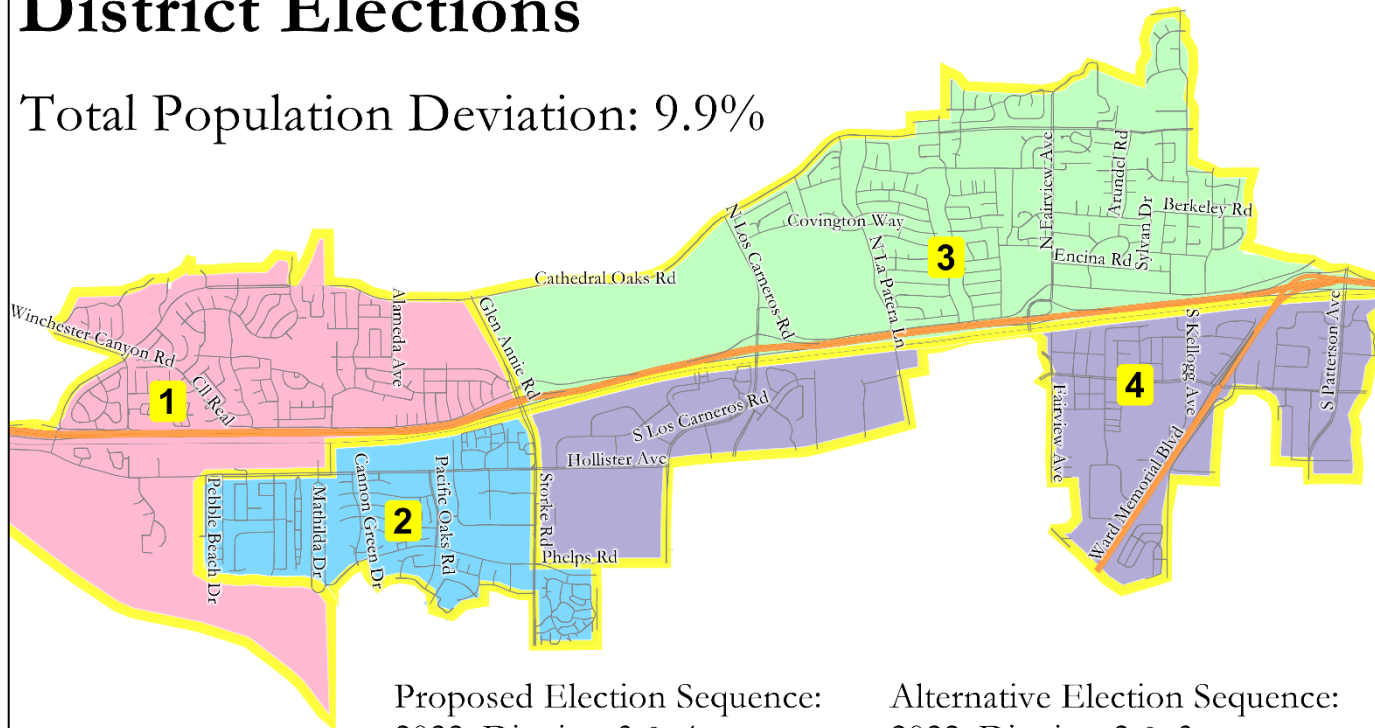 District Elections
Total Population Deviation: 9.9%
N Fairview Ave
Arundel Rd
Sylvan Dr
Berkeley Rd
N Los Carneros Rd
Covington Way
N La Patera Ln
3
Encina Rd
Cathedral Oaks Rd
Winchester Canyon Rd
Alameda Ave
Glen Annie Rd
S Kellogg Ave
S Patterson Ave
1
Cll Real
4
S Los Carneros Rd
Fairview Ave
Hollister Ave
Ward Memorial Blvd
Pebble Beach Dr
Mathilda Dr
Cannon Green Dr
Pacific Oaks Rd
2
Storke Rd
Phelps Rd
Proposed Election Sequence:
Alternative Election Sequence: